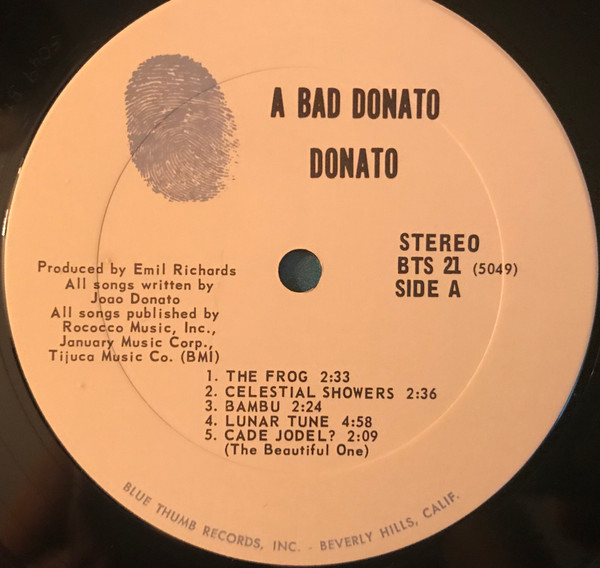 A BAD DONATO
DONATO
STEREO
BTS 21 (5049)
SIDE A
Produced by Emil Richards
All songs written by
Joao Donato
All songs published by
Rococco Music, Inc.,
January Music Corp.,
Tijuca Music Co. (BMI)
1. THE FROG 2:33
2. CELESTIAL SHOWERS 2:36
3. BAMBU 2:24
4. LUNAR TUNE 4:58
5. CADE JODEL? 2:09
(The Beautiful One)
BLUE THUMB RECORDS, INC. - BEVERLY HILLS, CALIF.